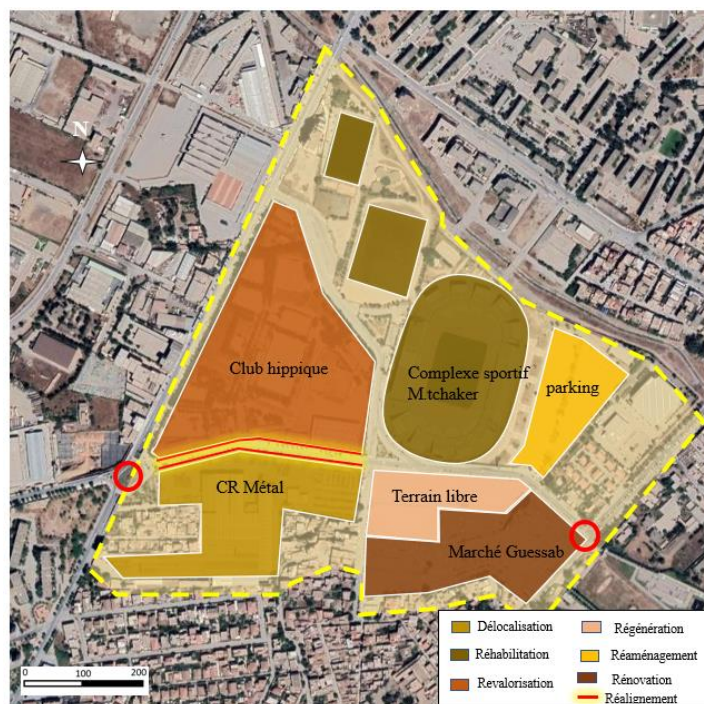 N
Club hippique
Complexe sportif
M.tchaker
parking
CR Métal
Terrain libre
Marché Guessab
0 100 200
Délocalisation
Réhabilitation
Revalorisation
Régénération
Réaménagement
Rénovation
Réalignement